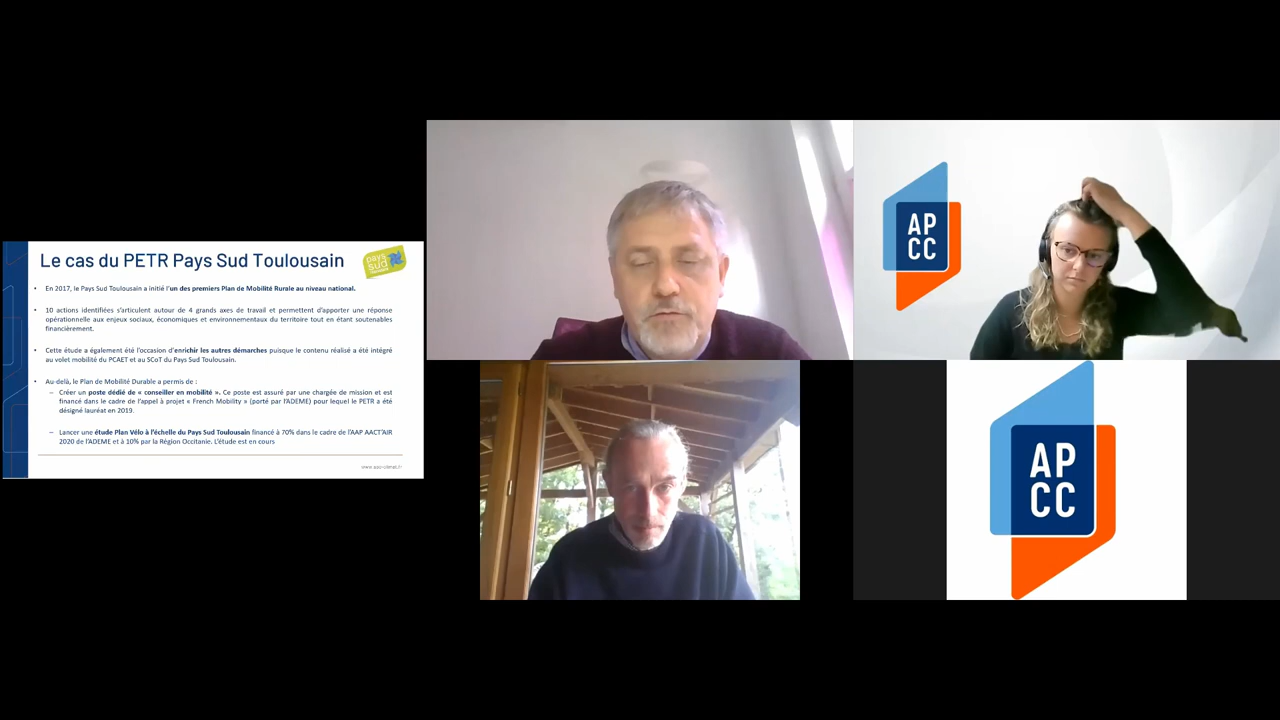 Le cas du PETR Pays Sud Toulousain
pays
sud
• En 2017, le Pays Sud Toulousain a initié l'un des premiers Plan de Mobilité Rurale au niveau national.
• 10 actions identifiées s'articulent autour de 4 grands axes de travail et permettent d'apporter une réponse
opérationnelle aux enjeux sociaux, économiques et environnementaux du territoire tout en étant soutenables
financièrement.
• Cette étude a également été l'occasion d'enrichir les autres démarches puisque le contenu réalisé a été intégré
au volet mobilité du PCAET et au SCoT du Pays Sud Toulousain.
• Au-delà, le Plan de Mobilité Durable a permis de :
– Créer un poste dédié de « conseiller en mobilité ». Ce poste est assuré par une chargée de mission et est
financé dans le cadre de l'appel à projet « French Mobility » (porté par l'ADEME) pour lequel le PETR a été
désigné lauréat en 2019.
– Lancer une étude Plan Vélo à l'échelle du Pays Sud Toulousain financé à 70% dans le cadre de l'AAP AACT'AIR
2020 de l'ADEME et à 10% par la Région Occitanie. L'étude est en cours
www.apc-climat.fr
AP
CC
AP
CC